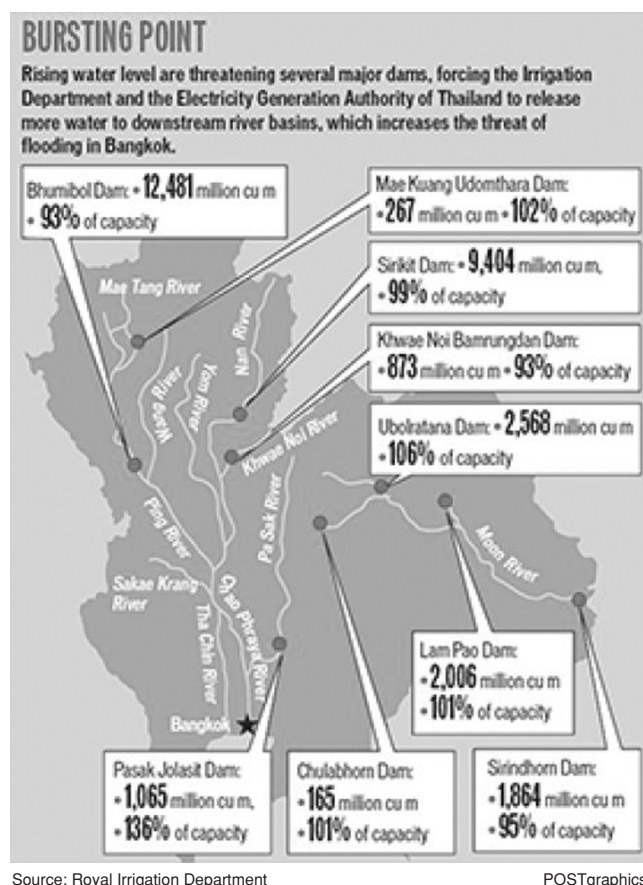 BURSTING POINT
Rising water level are threatening several major dams, forcing the Irrigation
Department and the Electricity Generation Authority of Thailand to release
more water to downstream river basins, which increases the threat of
flooding in Bangkok.
Bhumibol Dam: • 12,481 million cu m
• 93% of capacity
Mae Kuang Udomthara Dam:
• 267 million cu m • 102% of capacity
Sirikit Dam: • 9,404 million cu m,
• 99% of capacity
Khwae Noi Bamrungdan Dam:
• 873 million cu m • 93% of capacity
Ubolratana Dam: • 2,568 million cu m
• 106% of capacity
Mae Tang River
Wang River
Yom River
Nan River
Khwae Noi River
Ping River
Pa Sak River
Moon River
Sakae Krang
River
Tha Chin River
Chao Phraya River
Bangkok
Lam Pao Dam:
• 2,006 million cu m
• 101% of capacity
Pasak Jolasit Dam:
• 1,065 million cu m,
• 136% of capacity
Chulabhorn Dam:
• 165 million cu m
• 101% of capacity
Sirindhorn Dam:
• 1,864 million cu m
• 95% of capacity
Source: Royal Irrigation Department
POSTgraphics